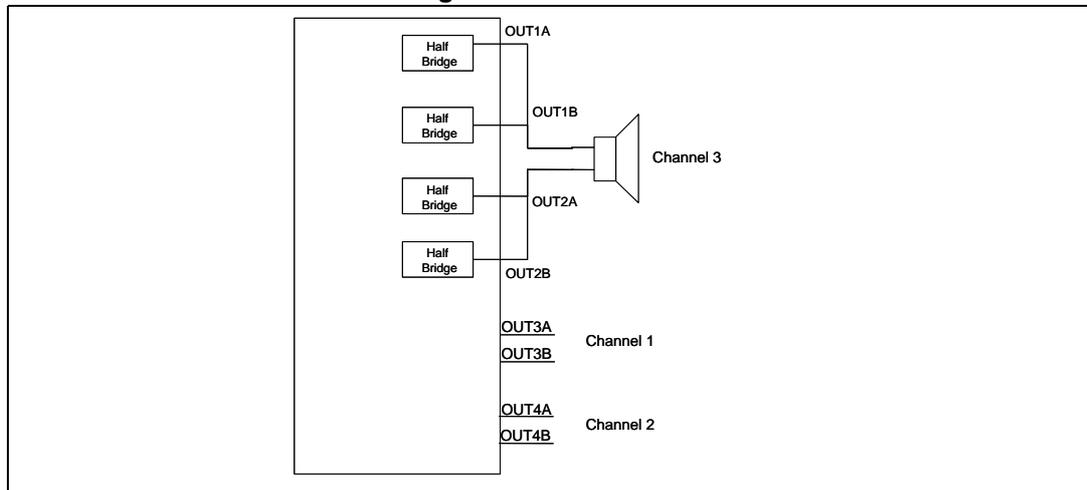 OUT1A
Half
Bridge
OUT1B
Half
Bridge
Channel 3
Half
Bridge
OUT2A
Half
Bridge
OUT2B
OUT3A
Channel 1
OUT3B
OUT4A
Channel 2
OUT4B